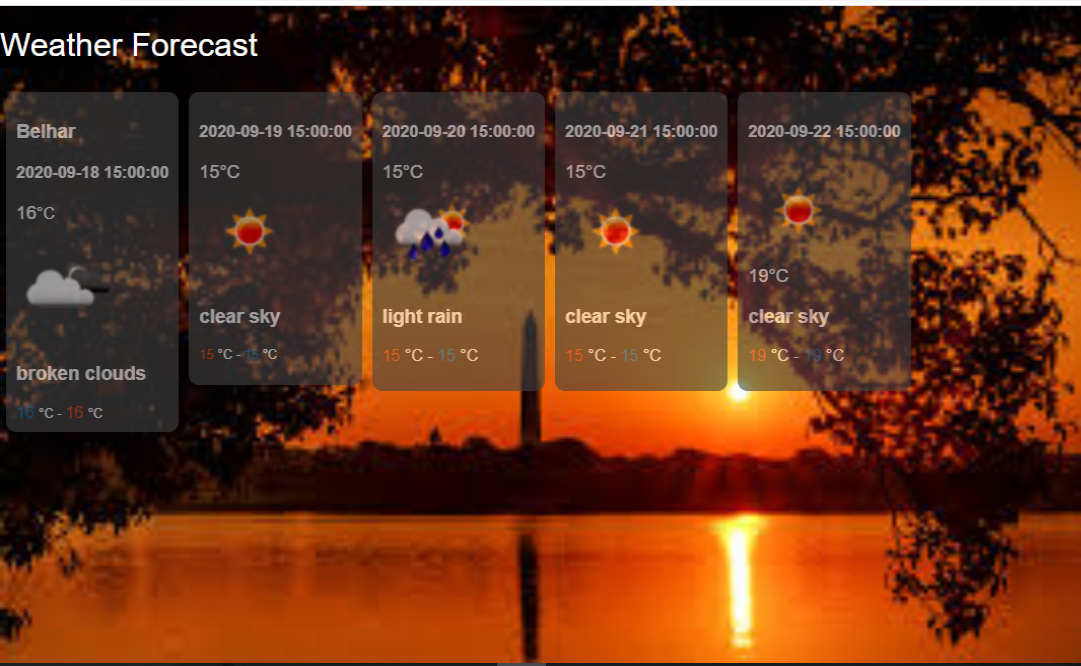 Weather Forecast
Belhar
2020-09-18 15:00:00
16°C
broken clouds
16 °C - 16 °C
2020-09-19 15:00:00
15°C
clear sky
15 °C - 15 °C
2020-09-20 15:00:00
15°C
light rain
15 °C - 15 °C
2020-09-21 15:00:00
15°C
clear sky
15 °C - 15 °C
2020-09-22 15:00:00
19°C
clear sky
19 °C - 19 °C